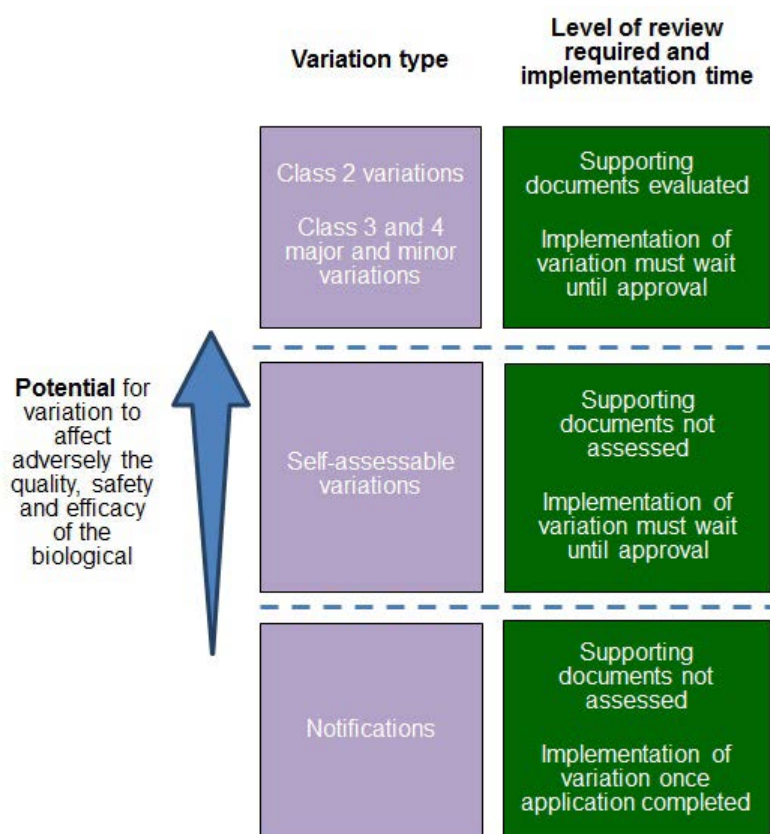 Variation type
Level of review
required and
implementation time
Class 2 variations
Class 3 and 4
major and minor
variations
Supporting
documents evaluated
Implementation of
variation must wait
until approval
Potential for
variation to
affect
adversely the
quality, safety
and efficacy
of the
biological
Self-assessable
variations
Supporting
documents not
assessed
Implementation of
variation must wait
until approval
Notifications
Supporting
documents not
assessed
Implementation of
variation once
application completed